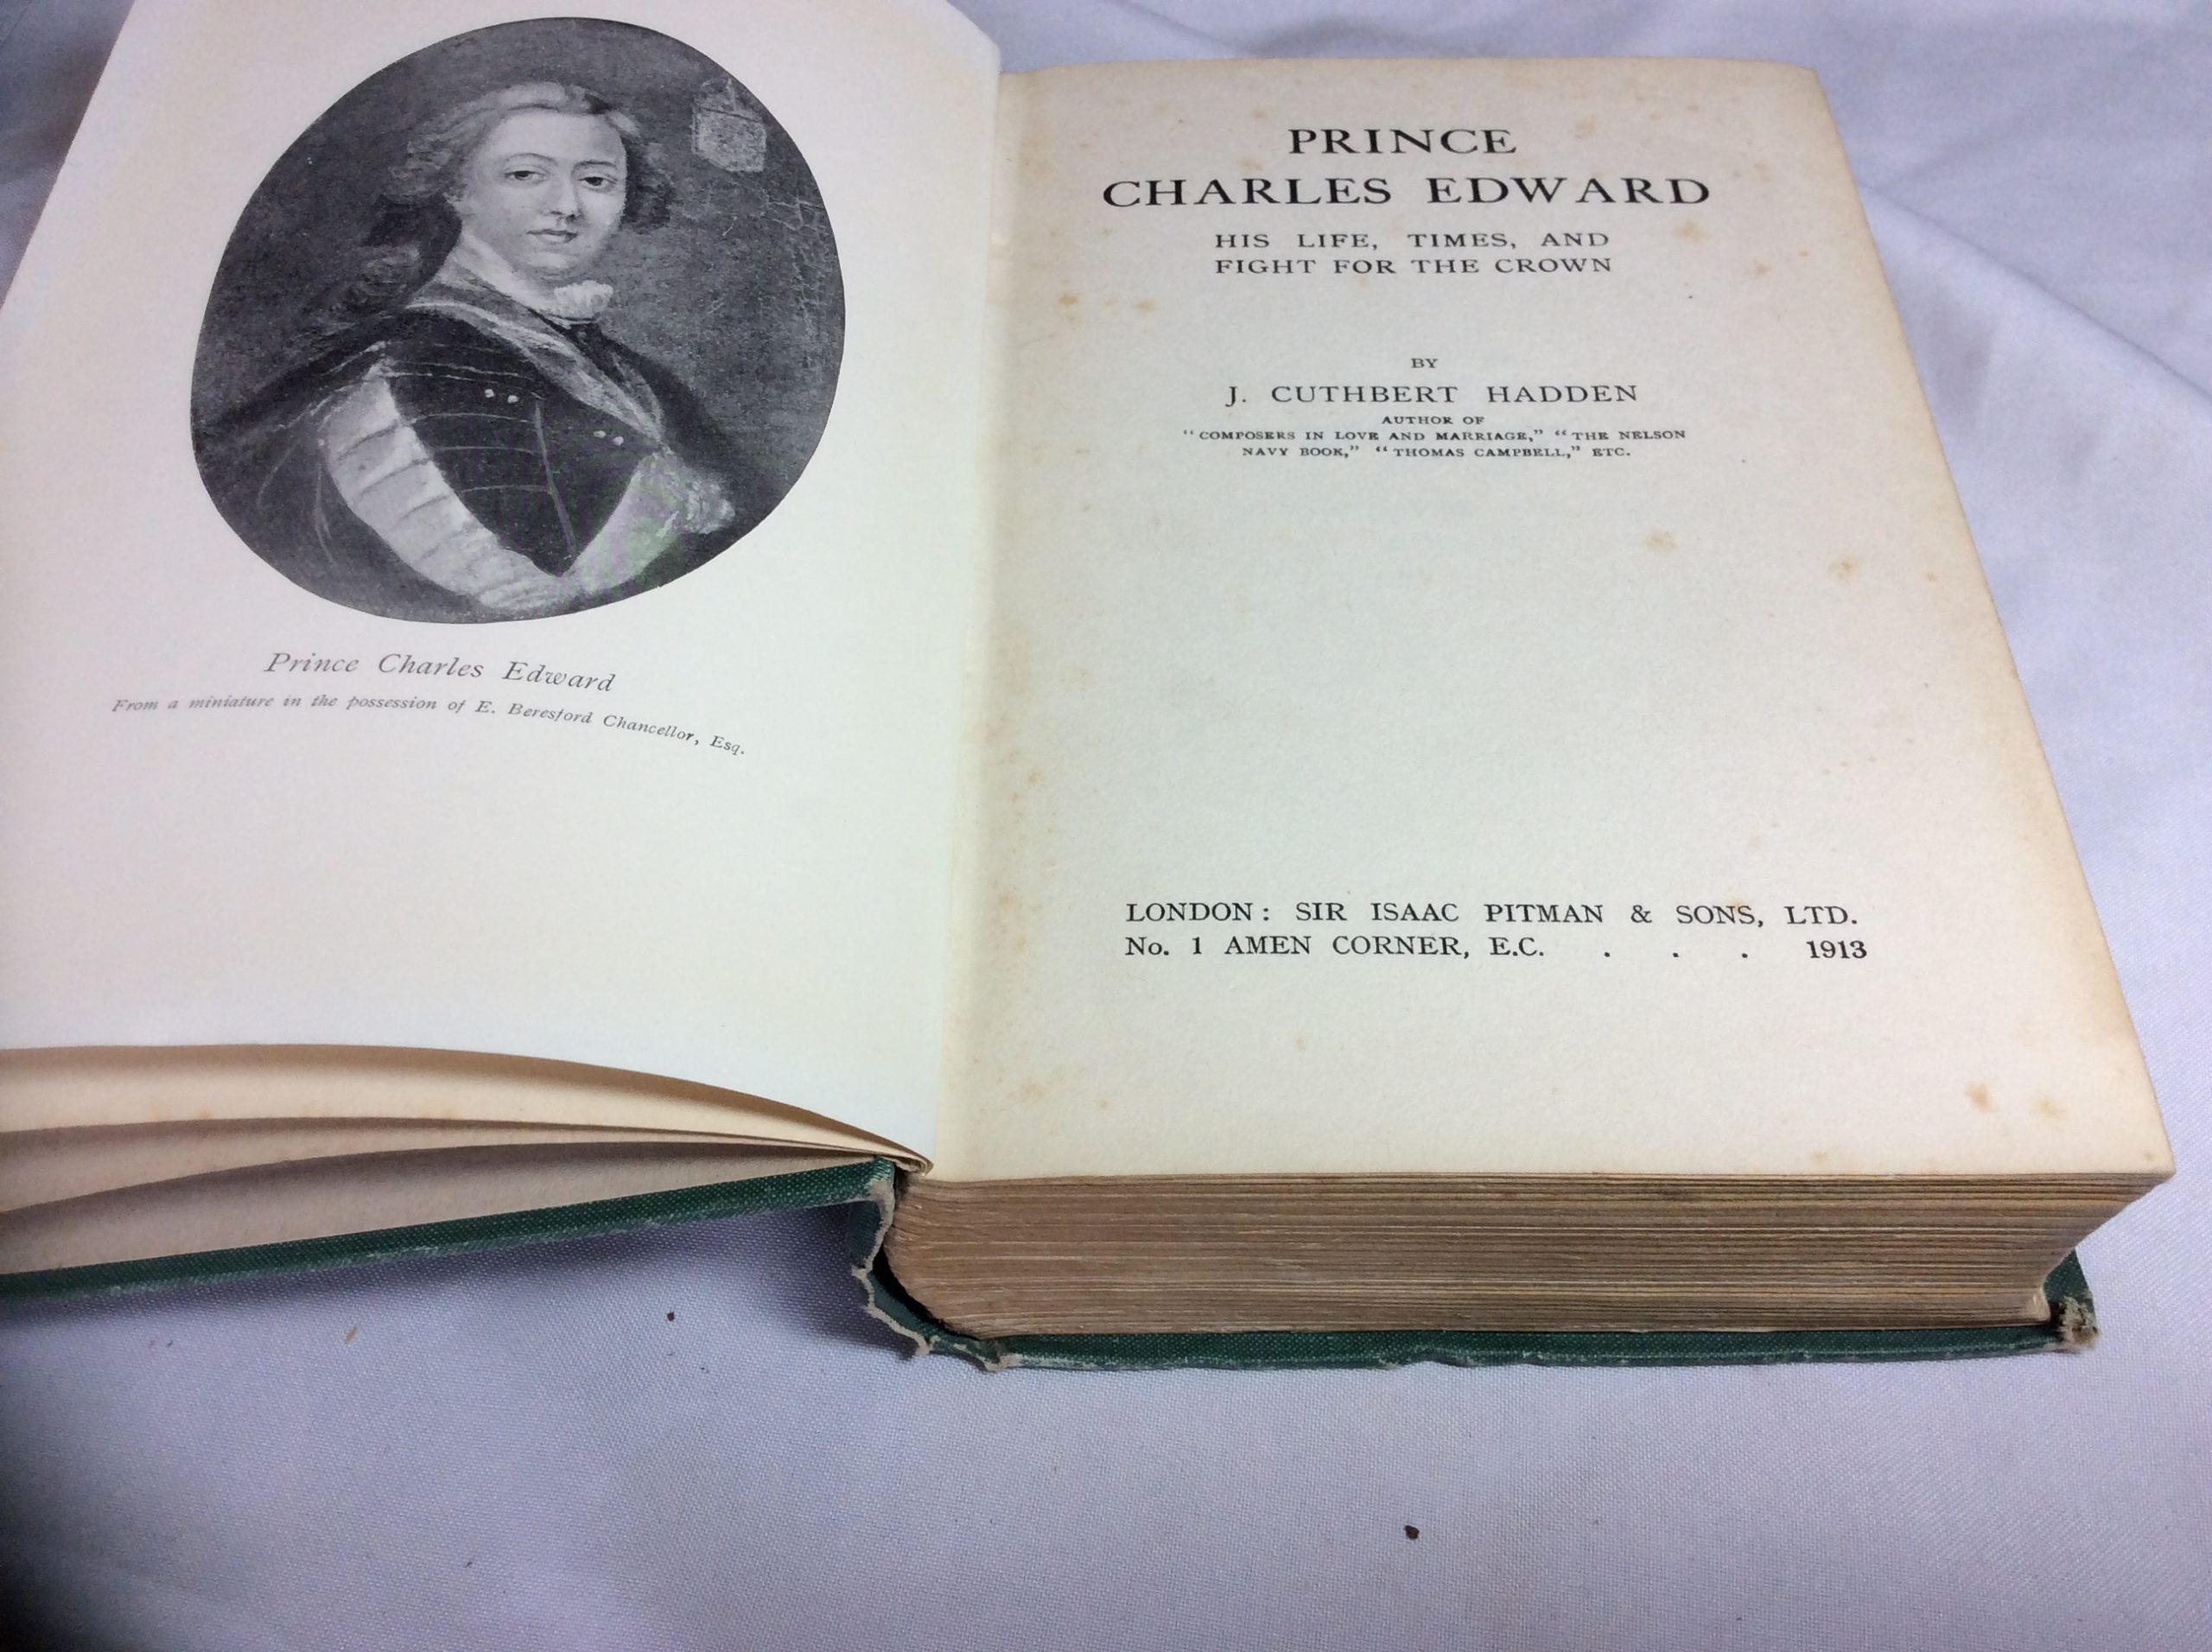 Prince Charles Edward
From a miniature in the possession of E. Beresford Chancellor, Esq.
PRINCE
CHARLES EDWARD
HIS LIFE, TIMES, AND
FIGHT FOR THE CROWN
BY
J. CUTHBERT HADDEN
AUTHOR OF
"COMPOSERS IN LOVE AND MARRIAGE," "THE NELSON
NAVY BOOK," "THOMAS CAMPBELL," ETC.
LONDON: SIR ISAAC PITMAN & SONS, LTD.
No. 1 AMEN CORNER, E.C. . . . 1913